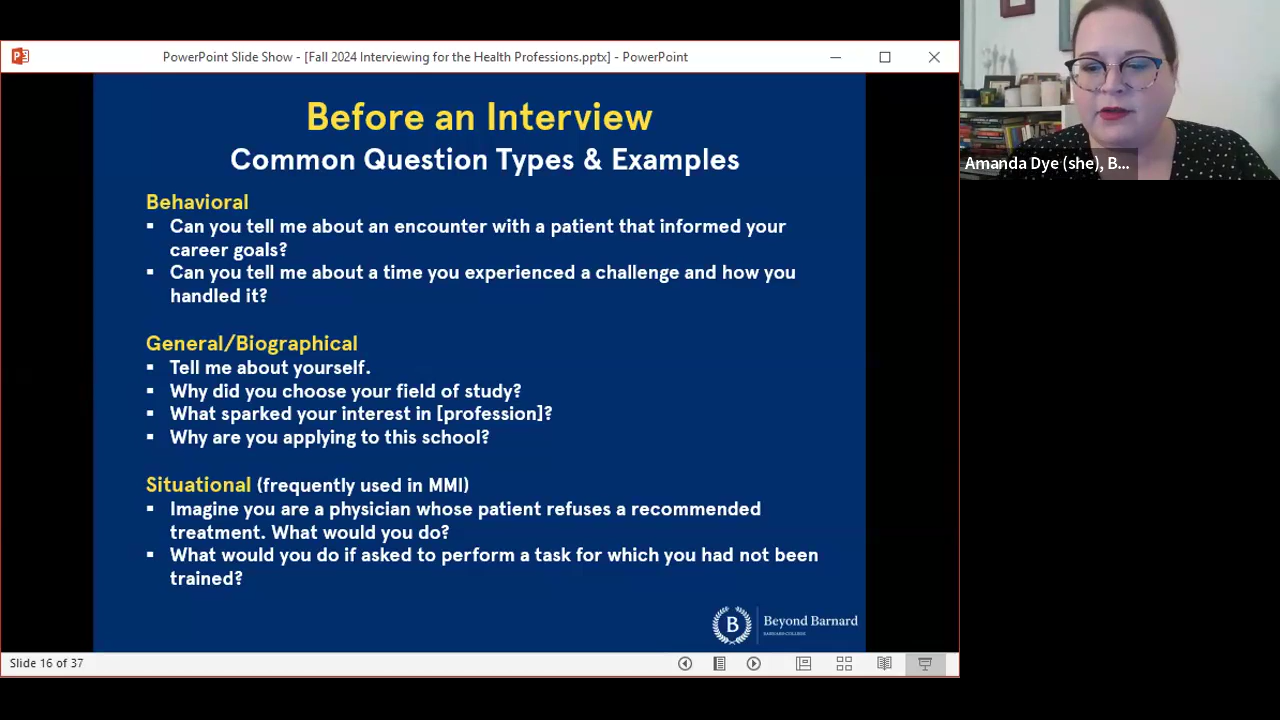 PowerPoint Slide Show - [Fall 2024 Interviewing for the Health Professions.pptx] - PowerPoint
Amanda Dye (she), B...
Before an Interview
Common Question Types & Examples
Behavioral
▪ Can you tell me about an encounter with a patient that informed your
career goals?
▪ Can you tell me about a time you experienced a challenge and how you
handled it?
General/Biographical
▪ Tell me about yourself.
▪ Why did you choose your field of study?
▪ What sparked your interest in [profession]?
▪ Why are you applying to this school?
Situational (frequently used in MMI)
▪ Imagine you are a physician whose patient refuses a recommended
treatment. What would you do?
▪ What would you do if asked to perform a task for which you had not been
trained?
B
Beyond Barnard
BARNARD COLLEGE
Slide 16 of 37